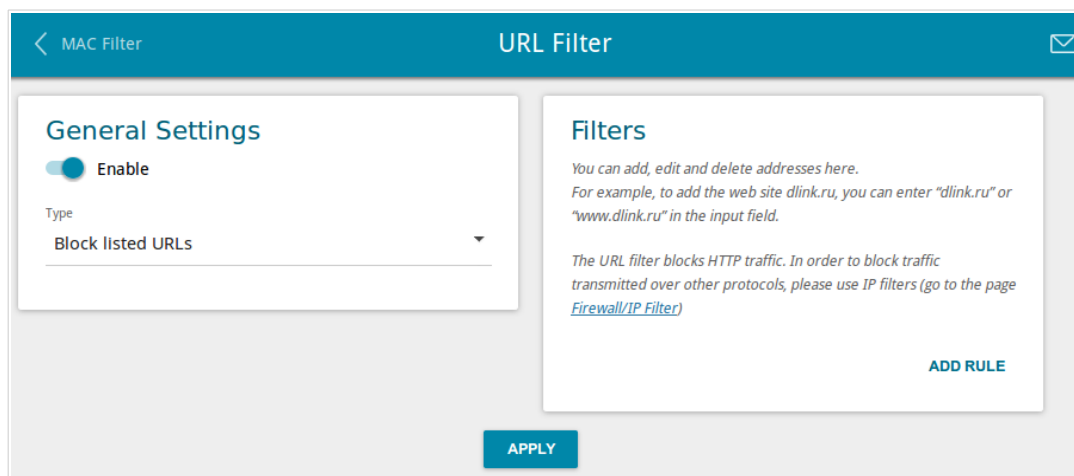 MAC Filter
URL Filter
General Settings
Enable
Type
Block listed URLs
Filters
You can add, edit and delete addresses here.
For example, to add the web site dlink.ru, you can enter “dlink.ru” or
“www.dlink.ru” in the input field.
The URL filter blocks HTTP traffic. In order to block traffic
transmitted over other protocols, please use IP filters (go to the page
Firewall/IP Filter)
ADD RULE
APPLY